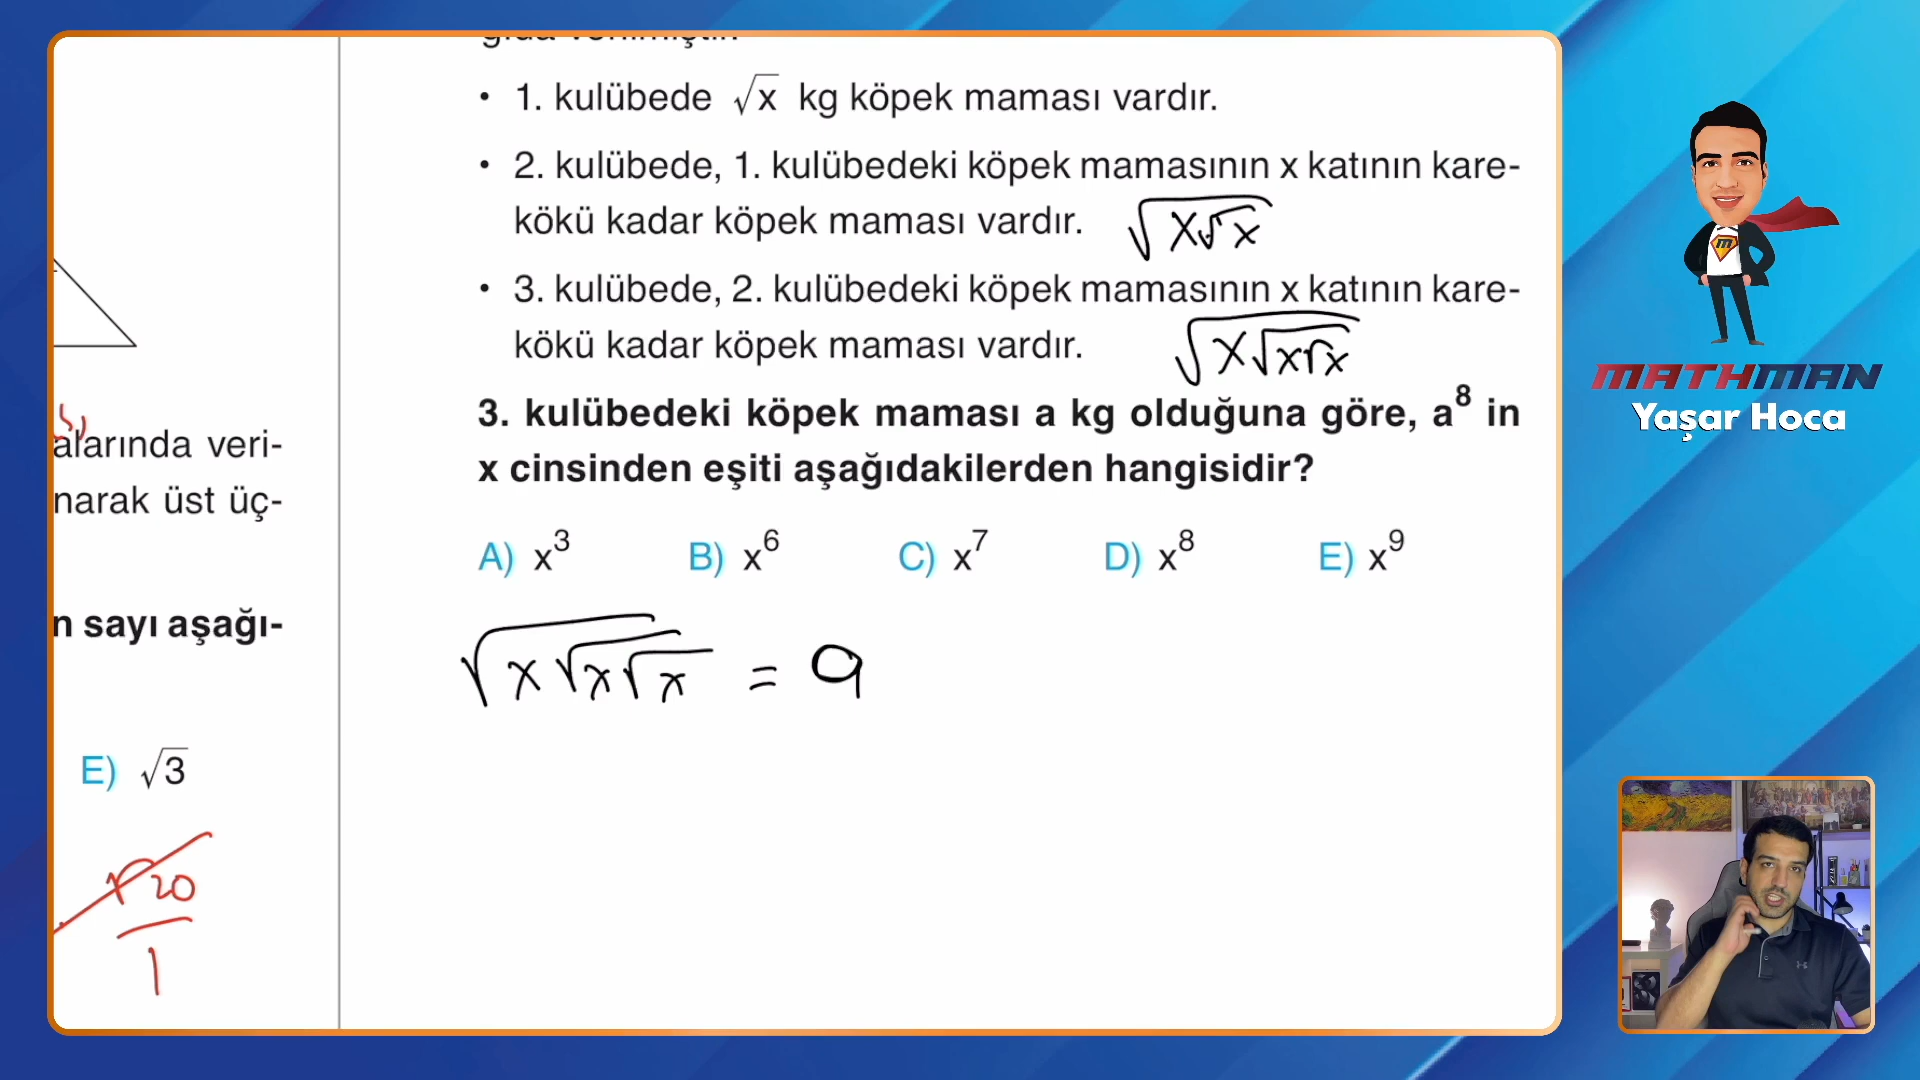 • 1. kulübede √x kg köpek maması vardır.
• 2. kulübede, 1. kulübedeki köpek mamasının x katının kare-
kökü kadar köpek maması vardır. √(x√x)
• 3. kulübede, 2. kulübedeki köpek mamasının x katının kare-
kökü kadar köpek maması vardır. √(x√(x√x))
3. kulübedeki köpek maması a kg olduğuna göre, a⁸ in
x cinsinden eşiti aşağıdakilerden hangisidir?
A) x³ B) x⁶ C) x⁷ D) x⁸ E) x⁹
√(x√(x√x)) = a
alarında veri-
narak üst üç-
n sayı aşağı-
E) √3
√20
1
m
MATHMAN
Yaşar Hoca